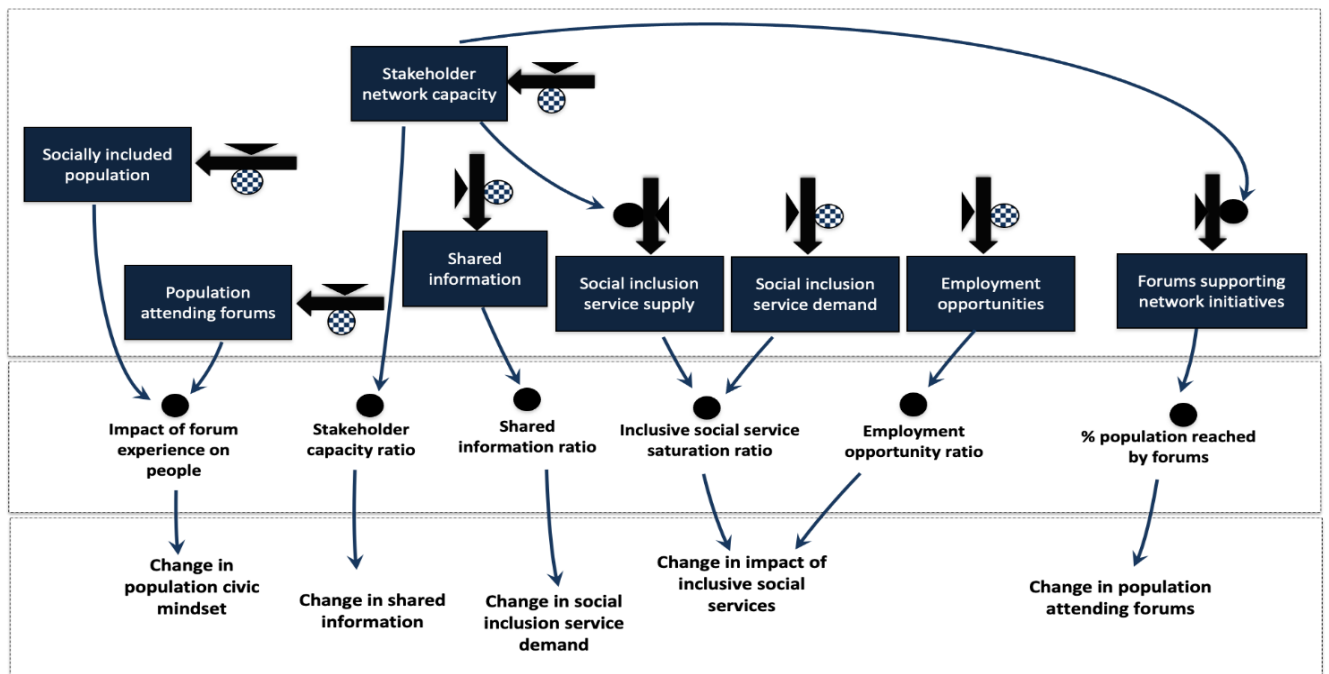 Stakeholder
network capacity
Socially included
population
Shared
information
Population
attending forums
Social inclusion
service supply
Social inclusion
service demand
Employment
opportunities
Forums supporting
network initiatives
Impact of forum
experience on
people
Stakeholder
capacity ratio
Shared
information ratio
Inclusive social service
saturation ratio
Employment
opportunity ratio
% population reached
by forums
Change in
population civic
mindset
Change in shared
information
Change in social
inclusion service
demand
Change in impact of
inclusive social
services
Change in population
attending forums